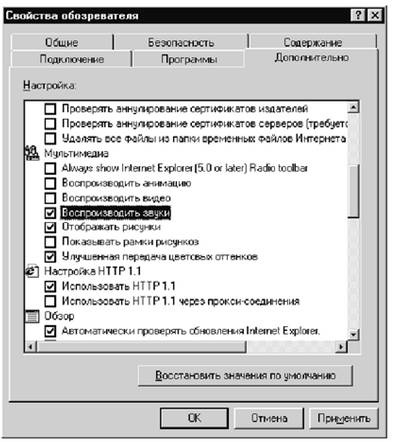 Свойства обозревателя
Общие Безопасность Содержание
Подключение Программы Дополнительно
Настройка:
Проверять аннулирование сертификатов издателей
Проверять аннулирование сертификатов серверов (требуетс
Удалять все файлы из папки временных файлов Интернета
Мультимедиа
Always show Internet Explorer (5.0 or later) Radio toolbar
Воспроизводить анимацию
Воспроизводить видео
Воспроизводить звуки
Отображать рисунки
Показывать рамки рисунков
Улучшенная передача цветовых оттенков
Настройка HTTP 1.1
Использовать HTTP 1.1
Использовать HTTP 1.1 через прокси-соединения
Обзор
Автоматически проверять обновления Internet Explorer.
Восстановить значения по умолчанию
OK Отмена Применить